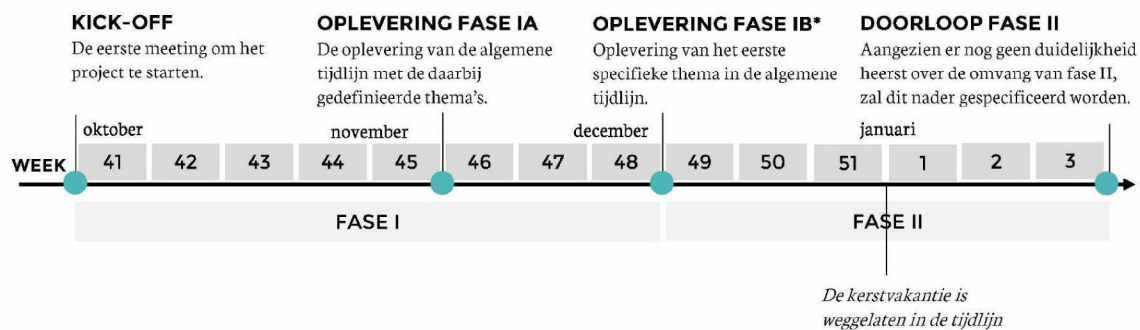 KICK-OFF
De eerste meeting om het
project te starten.
OPLEVERING FASE IA
De oplevering van de algemene
tijdlijn met de daarbij
gedefinieerde thema's.
OPLEVERING FASE IB*
Oplevering van het eerste
specifieke thema in de algemene
tijdlijn.
DOORLOOP FASE II
Aangezien er nog geen duidelijkheid
heerst over de omvang van fase II,
zal dit nader gespecificeerd worden.
oktober november december januari
WEEK 41 42 43 44 45 46 47 48 49 50 51 1 2 3
FASE I FASE II
De kerstvakantie is
weggelaten in de tijdlijn